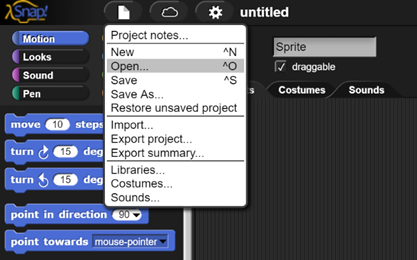 Snap! untitled
Project notes...
New ^N
Open... ^O
Save ^S
Save As...
Restore unsaved project
Import...
Export project...
Export summary...
Libraries...
Costumes...
Sounds...
Motion
Looks
Sound
Pen
move 10 steps
turn 15 deg
turn 15 deg
point in direction 90
point towards mouse-pointer
Sprite
draggable
Costumes Sounds